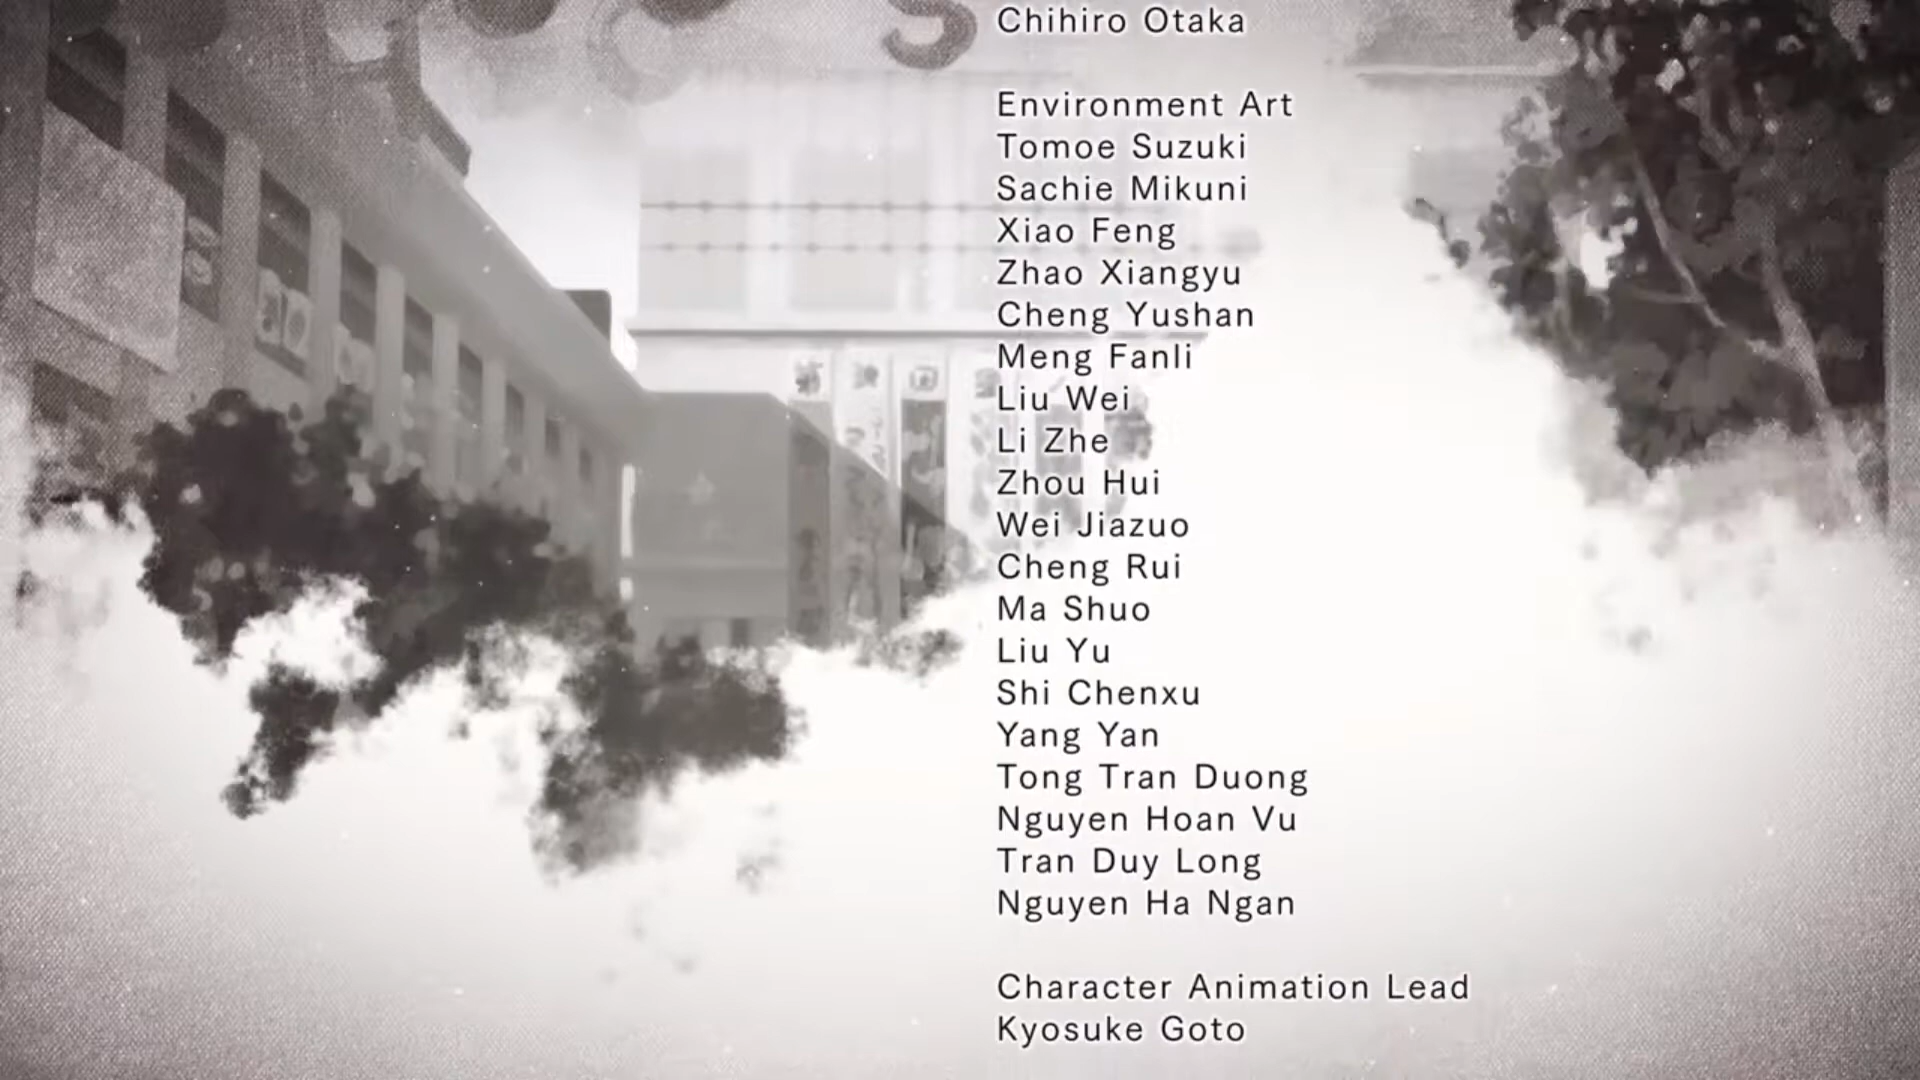 Chihiro Otaka
Environment Art
Tomoe Suzuki
Sachie Mikuni
Xiao Feng
Zhao Xiangyu
Cheng Yushan
Meng Fanli
Liu Wei
Li Zhe
Zhou Hui
Wei Jiazuo
Cheng Rui
Ma Shuo
Liu Yu
Shi Chenxu
Yang Yan
Tong Tran Duong
Nguyen Hoan Vu
Tran Duy Long
Nguyen Ha Ngan
Character Animation Lead
Kyosuke Goto